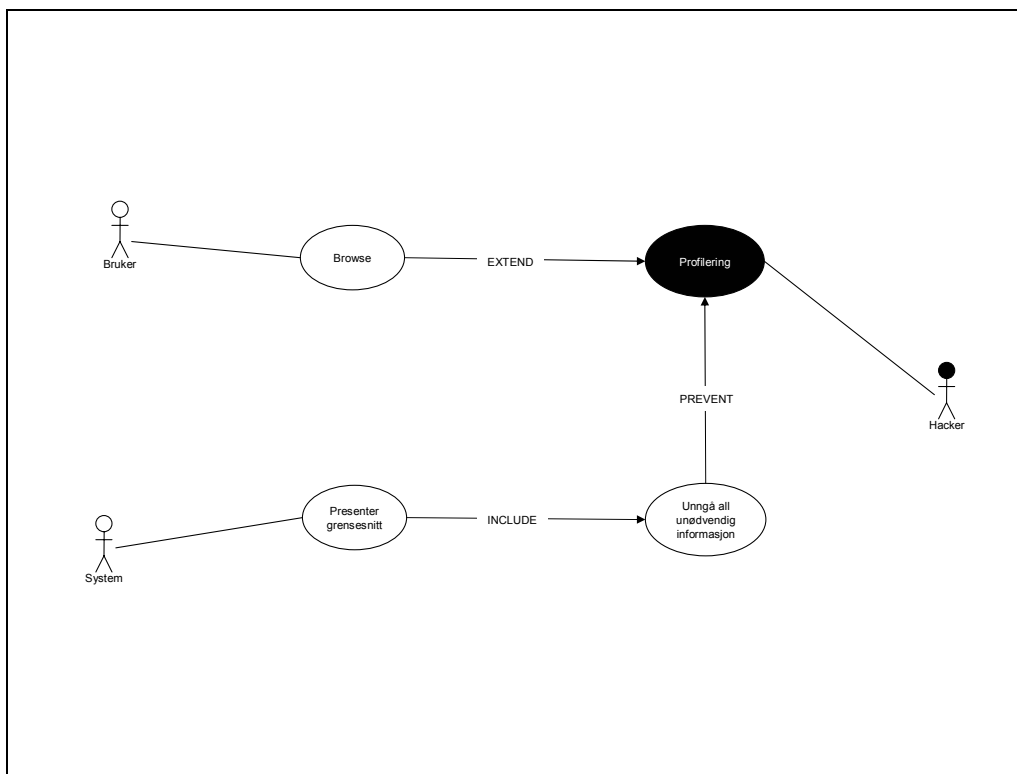 Bruker
Browse
EXTEND
Profilering
PREVENT
Hacker
System
Presenter
grensesnitt
INCLUDE
Unngå all
unødvendig
informasjon